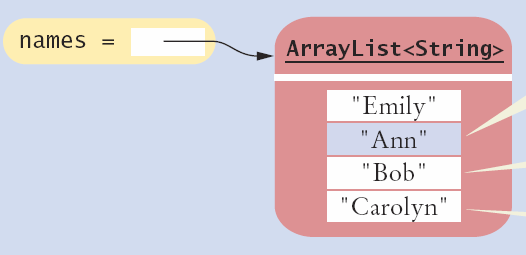 names =
ArrayList<String>
"Emily"
"Ann"
"Bob"
"Carolyn"